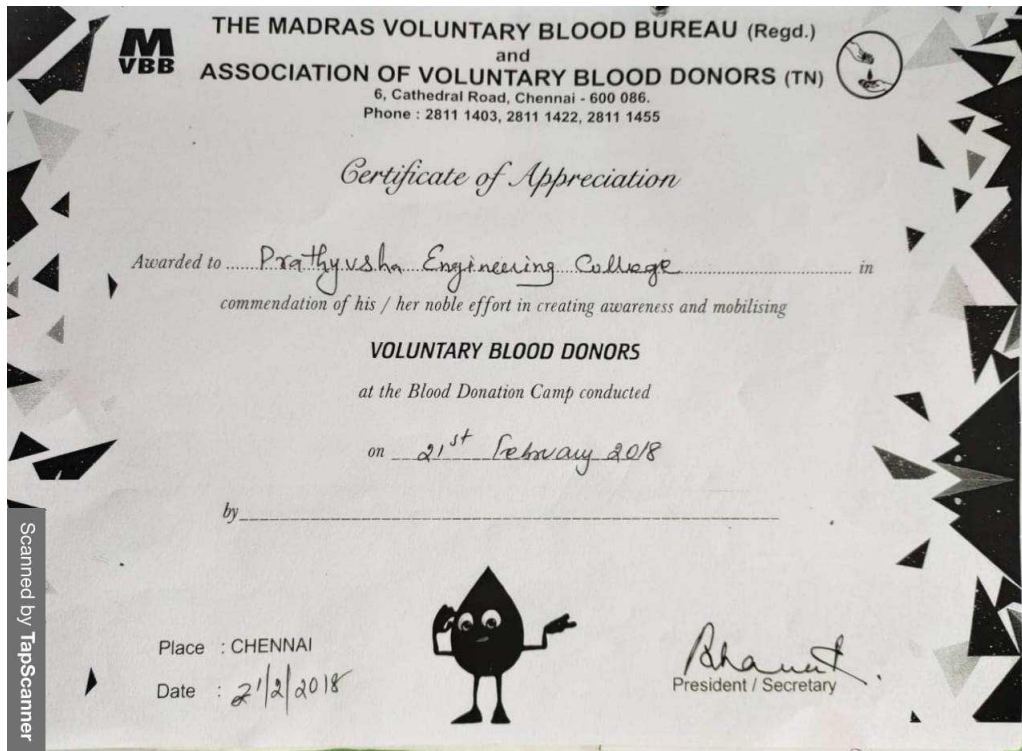 M
VBB
THE MADRAS VOLUNTARY BLOOD BUREAU (Regd.)
and
ASSOCIATION OF VOLUNTARY BLOOD DONORS (TN)
6, Cathedral Road, Chennai - 600 086.
Phone : 2811 1403, 2811 1422, 2811 1455
Certificate of Appreciation
Awarded to Prathyusha Engineering College in
commendation of his / her noble effort in creating awareness and mobilising
VOLUNTARY BLOOD DONORS
at the Blood Donation Camp conducted
on 21st February 2018
by
Place : CHENNAI
Date : 21/2/2018
President / Secretary
Scanned by TapScanner